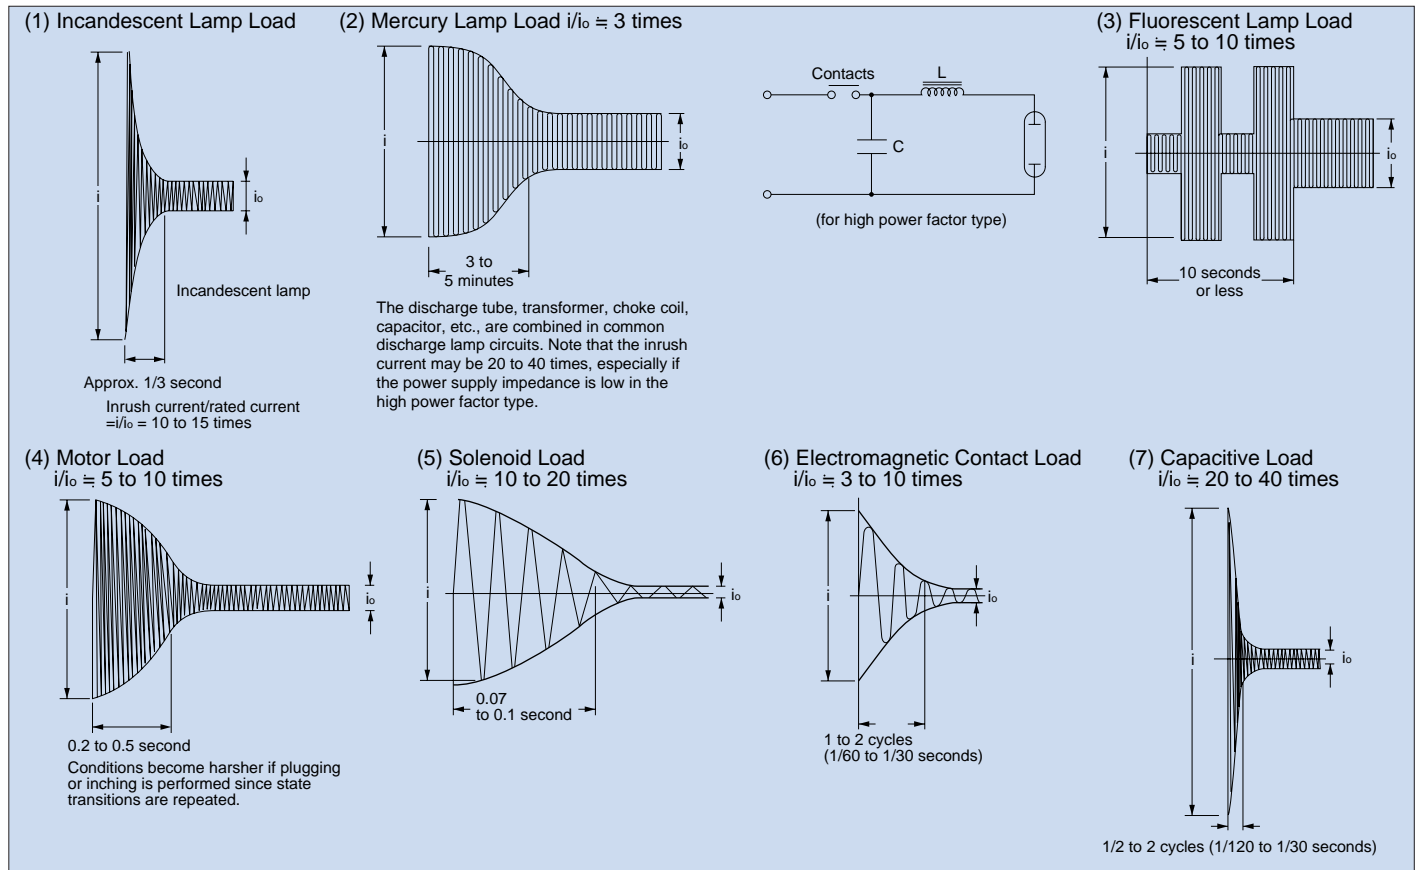 (1) Incandescent Lamp Load
i
io
Incandescent lamp
Approx. 1/3 second
Inrush current/rated current
=i/io = 10 to 15 times
(2) Mercury Lamp Load i/io ≒ 3 times
i
io
3 to
5 minutes
The discharge tube, transformer, choke coil,
capacitor, etc., are combined in common
discharge lamp circuits. Note that the inrush
current may be 20 to 40 times, especially if
the power supply impedance is low in the
high power factor type.
Contacts
L
C
(for high power factor type)
(3) Fluorescent Lamp Load
i/io ≒ 5 to 10 times
i
io
10 seconds
or less
(4) Motor Load
i/io ≒ 5 to 10 times
i
io
0.2 to 0.5 second
Conditions become harsher if plugging
or inching is performed since state
transitions are repeated.
(5) Solenoid Load
i/io ≒ 10 to 20 times
i
io
0.07
to 0.1 second
(6) Electromagnetic Contact Load
i/io ≒ 3 to 10 times
i
io
1 to 2 cycles
(1/60 to 1/30 seconds)
(7) Capacitive Load
i/io ≒ 20 to 40 times
i
io
1/2 to 2 cycles (1/120 to 1/30 seconds)